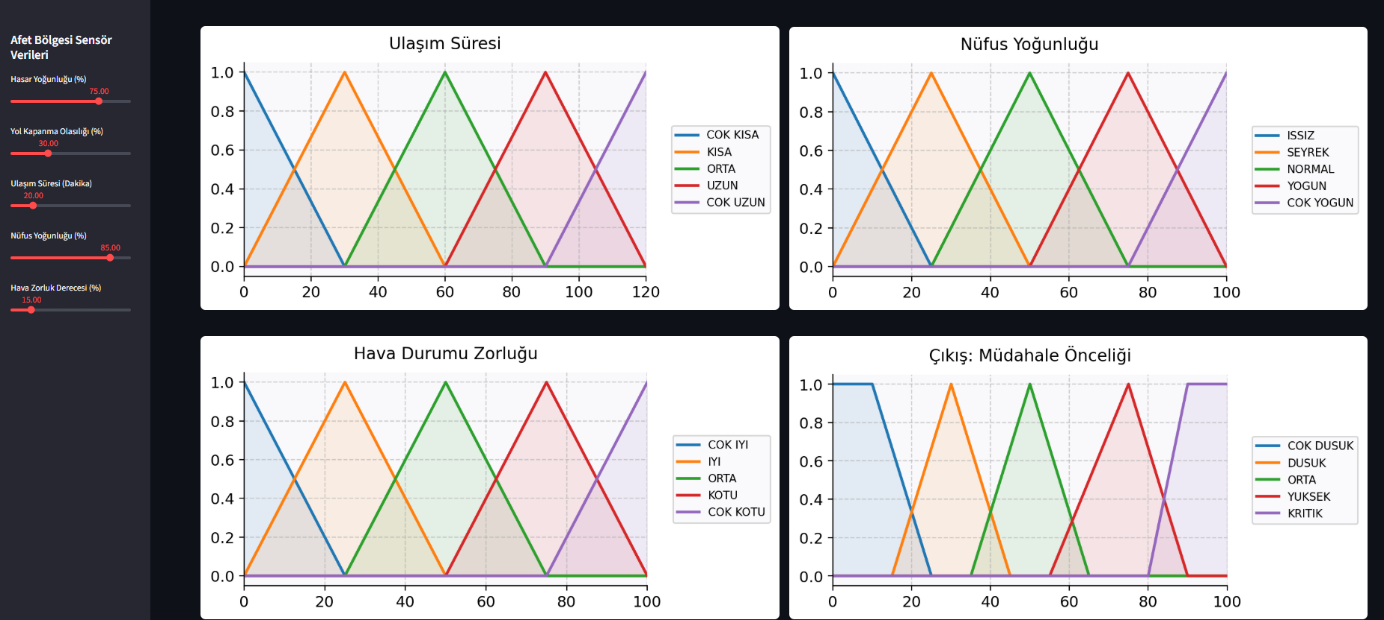 Afet Bölgesi Sensör
Verileri
Hasar Yoğunluğu (%)
75.00
Yol Kapanma Olasılığı (%)
30.00
Ulaşım Süresi (Dakika)
20.00
Nüfus Yoğunluğu (%)
85.00
Hava Zorluk Derecesi (%)
15.00
Ulaşım Süresi
1.0
0.8
0.6
0.4
0.2
0.0
0 20 40 60 80 100 120
COK KISA
KISA
ORTA
UZUN
COK UZUN
Nüfus Yoğunluğu
1.0
0.8
0.6
0.4
0.2
0.0
0 20 40 60 80 100
ISSIZ
SEYREK
NORMAL
YOGUN
COK YOGUN
Hava Durumu Zorluğu
1.0
0.8
0.6
0.4
0.2
0.0
0 20 40 60 80 100
COK IYI
IYI
ORTA
KOTU
COK KOTU
Çıkış: Müdahale Önceliği
1.0
0.8
0.6
0.4
0.2
0.0
0 20 40 60 80 100
COK DUSUK
DUSUK
ORTA
YUKSEK
KRITIK